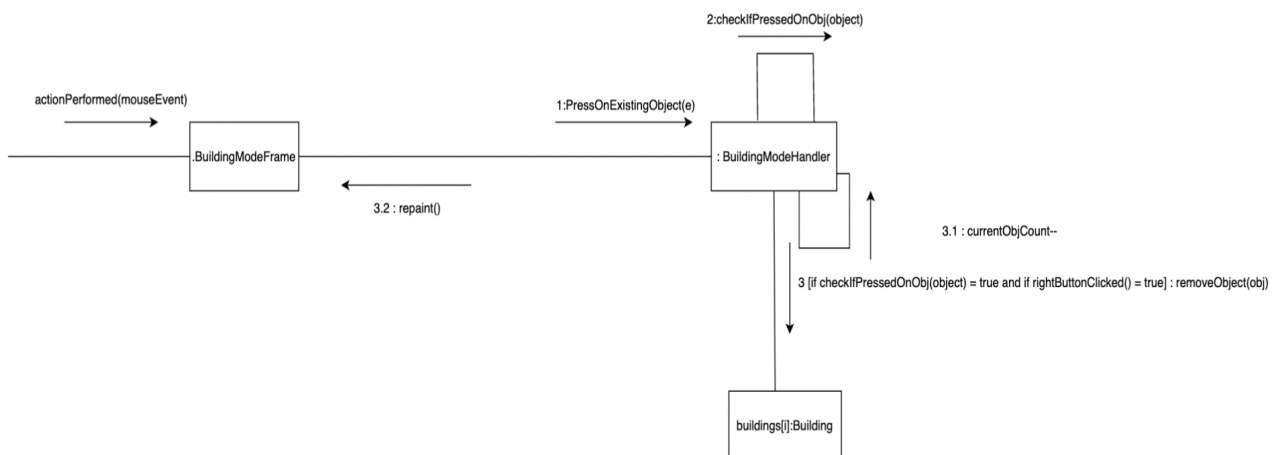 2:checkIfPressedOnObj(object)
actionPerformed(mouseEvent)
1:PressOnExistingObject(e)
.BuildingModeFrame
: BuildingModeHandler
3.2 : repaint()
3.1 : currentObjCount--
3 [if checkIfPressedOnObj(object) = true and if rightButtonClicked() = true] : removeObject(obj)
buildings[i]:Building